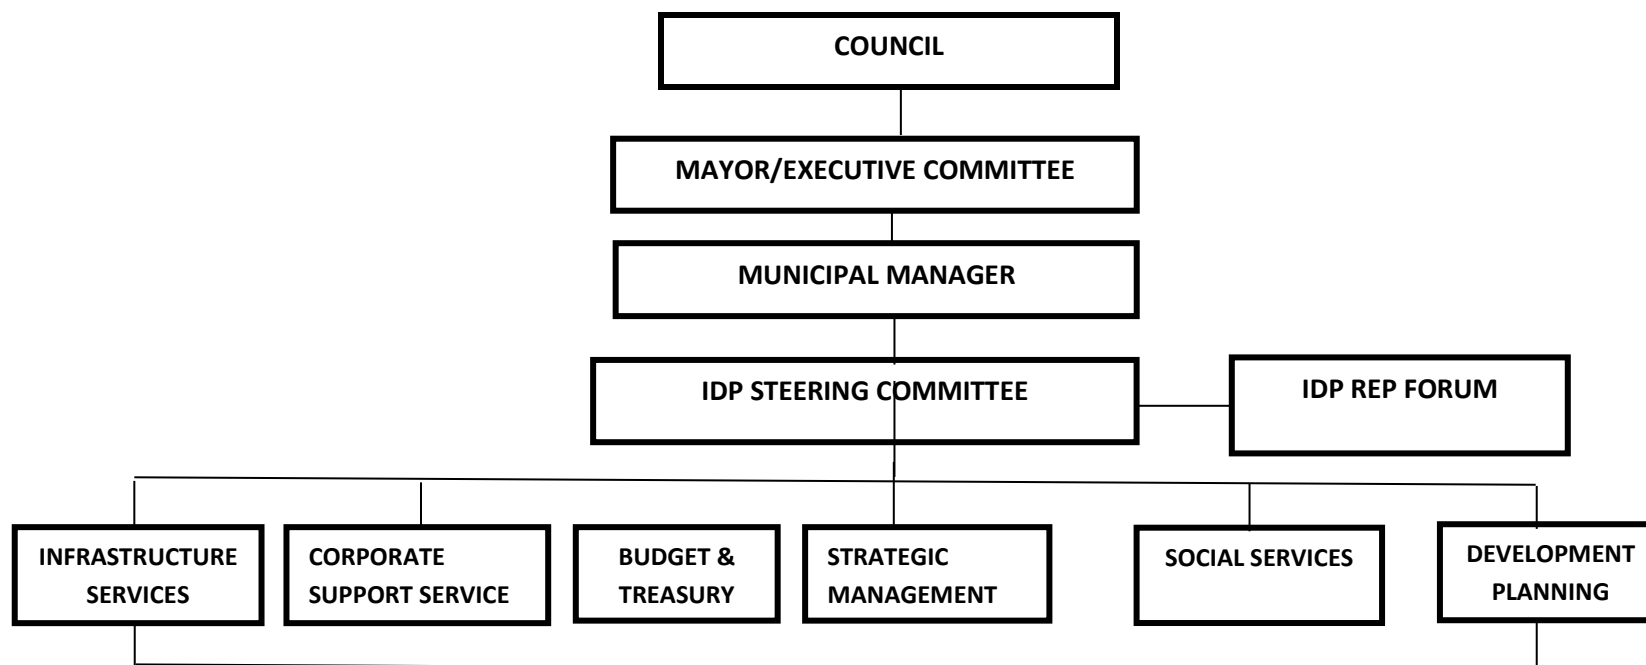 COUNCIL
MAYOR/EXECUTIVE COMMITTEE
MUNICIPAL MANAGER
IDP STEERING COMMITTEE
IDP REP FORUM
INFRASTRUCTURE
SERVICES
CORPORATE
SUPPORT SERVICE
BUDGET &
TREASURY
STRATEGIC
MANAGEMENT
SOCIAL SERVICES
DEVELOPMENT
PLANNING